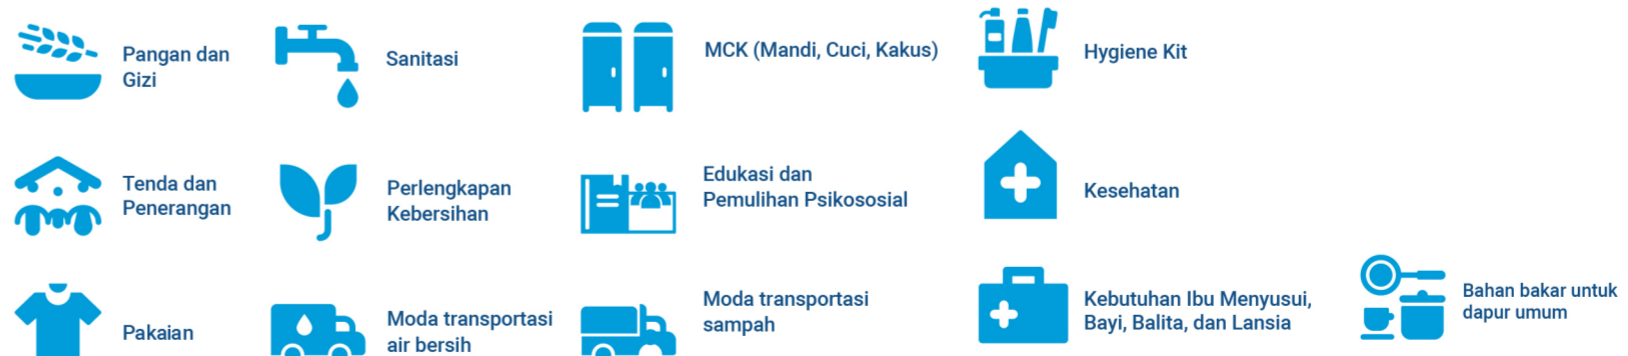 Pangan dan
Gizi
Sanitasi
MCK (Mandi, Cuci, Kakus)
Hygiene Kit
Tenda dan
Penerangan
Perlengkapan
Kebersihan
Edukasi dan
Pemulihan Psikososial
Kesehatan
Pakaian
Moda transportasi
air bersih
Moda transportasi
sampah
Kebutuhan Ibu Menyusui,
Bayi, Balita, dan Lansia
Bahan bakar untuk
dapur umum